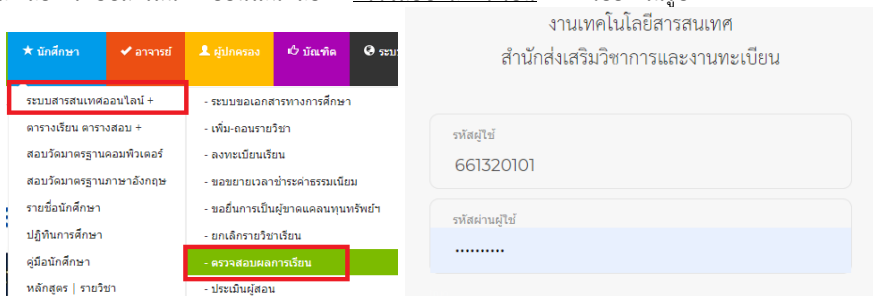 งานเทคโนโลยีสารสนเทศ
สำนักส่งเสริมวิชาการและงานทะเบียน
นักศึกษา
อาจารย์
ผู้ปกครอง
บัณฑิต
ระบบสารสนเทศออนไลน์ +
ตารางเรียน ตารางสอบ +
สอบวัดมาตรฐานคอมพิวเตอร์
สอบวัดมาตรฐานภาษาอังกฤษ
รายชื่อนักศึกษา
ปฏิทินการศึกษา
คู่มือนักศึกษา
หลักสูตร | รายวิชา
- ระบบขอเอกสารทางการศึกษา
- เพิ่ม-ถอนรายวิชา
- ลงทะเบียนเรียน
- ขอขยายเวลาชำระค่าธรรมเนียม
- ขอยื่นการเป็นผู้ขาดแคลนทุนทรัพย์ฯ
- ยกเลิกรายวิชาเรียน
- ตรวจสอบผลการเรียน
- ประเมินผู้สอน
รหัสผู้ใช้
661320101
รหัสผ่านผู้ใช้
••••••••••